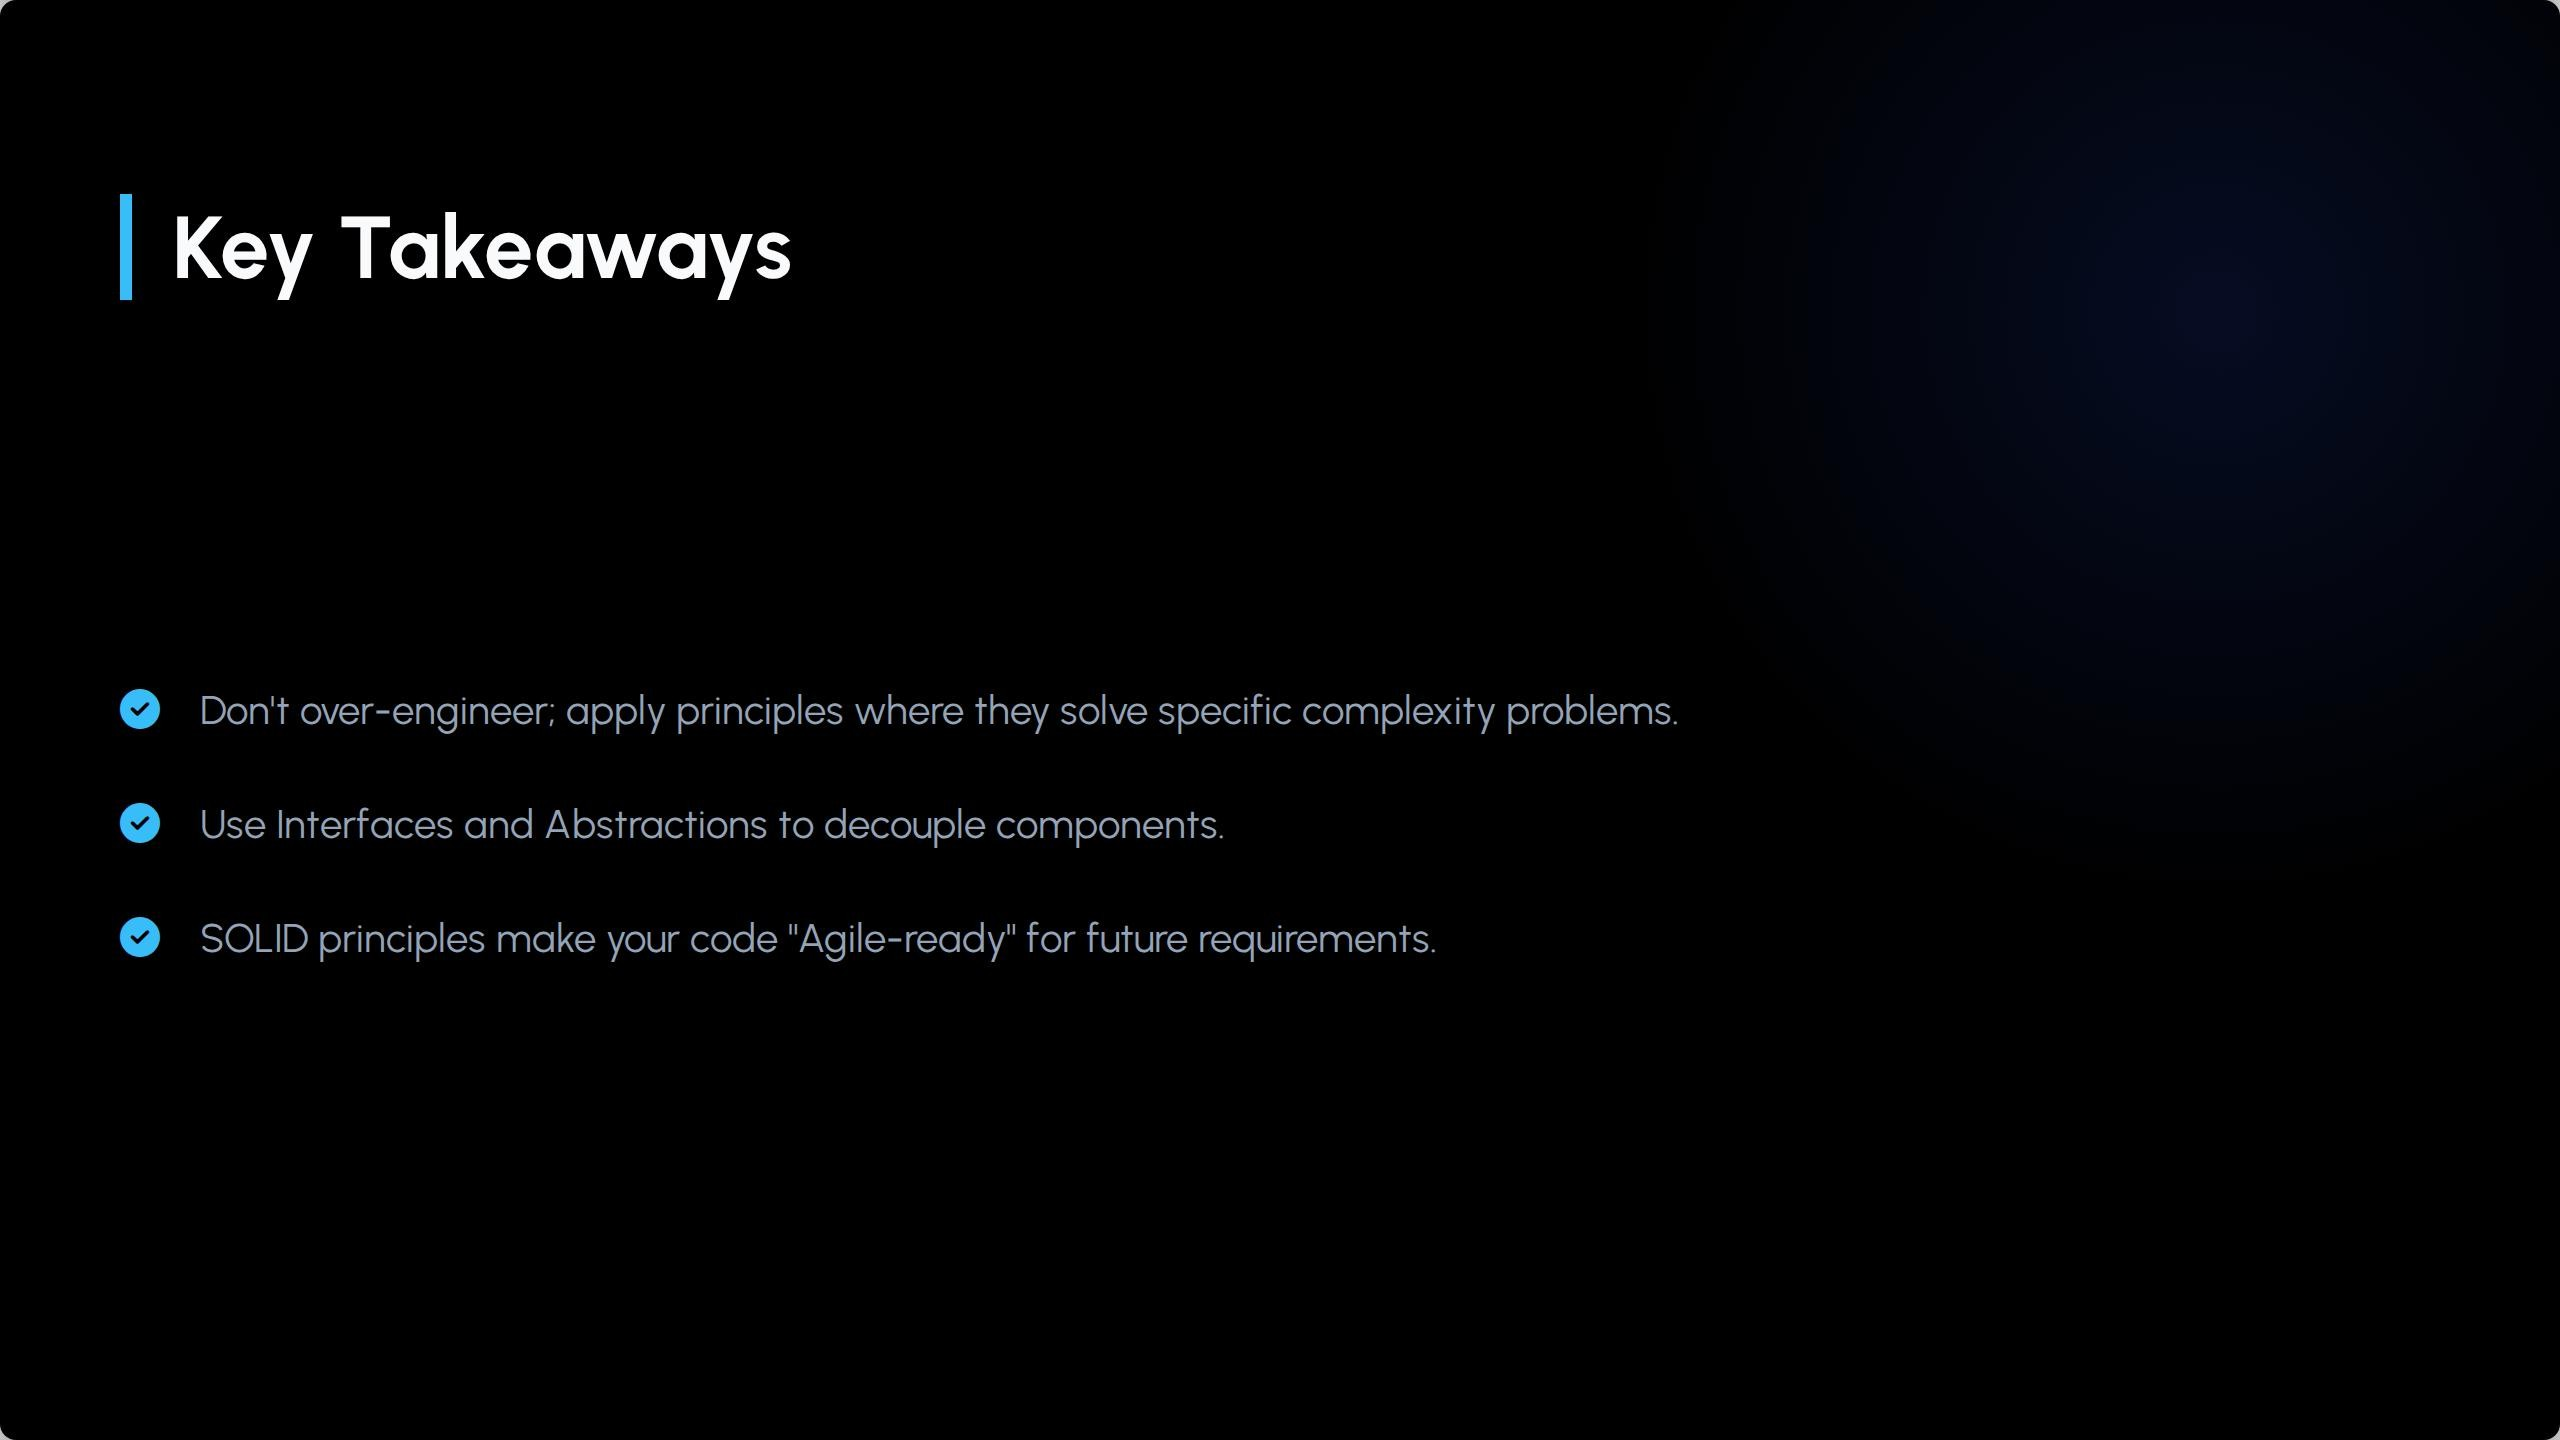 Key Takeaways
Don't over-engineer; apply principles where they solve specific complexity problems.
Use Interfaces and Abstractions to decouple components.
SOLID principles make your code "Agile-ready" for future requirements.